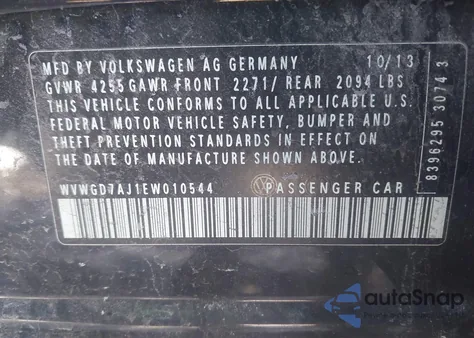 MFD BY VOLKSWAGEN AG GERMANY 10/13
GVWR 4255 GAWR FRONT 2271/ REAR 2094 LBS
THIS VEHICLE CONFORMS TO ALL APPLICABLE U.S.
FEDERAL MOTOR VEHICLE SAFETY, BUMPER AND
THEFT PREVENTION STANDARDS IN EFFECT ON THE
DATE OF MANUFACTURE SHOWN ABOVE.
WVWGD7AJ1EW010544 PASSENGER CAR
8396295 3074 3
autoSnap